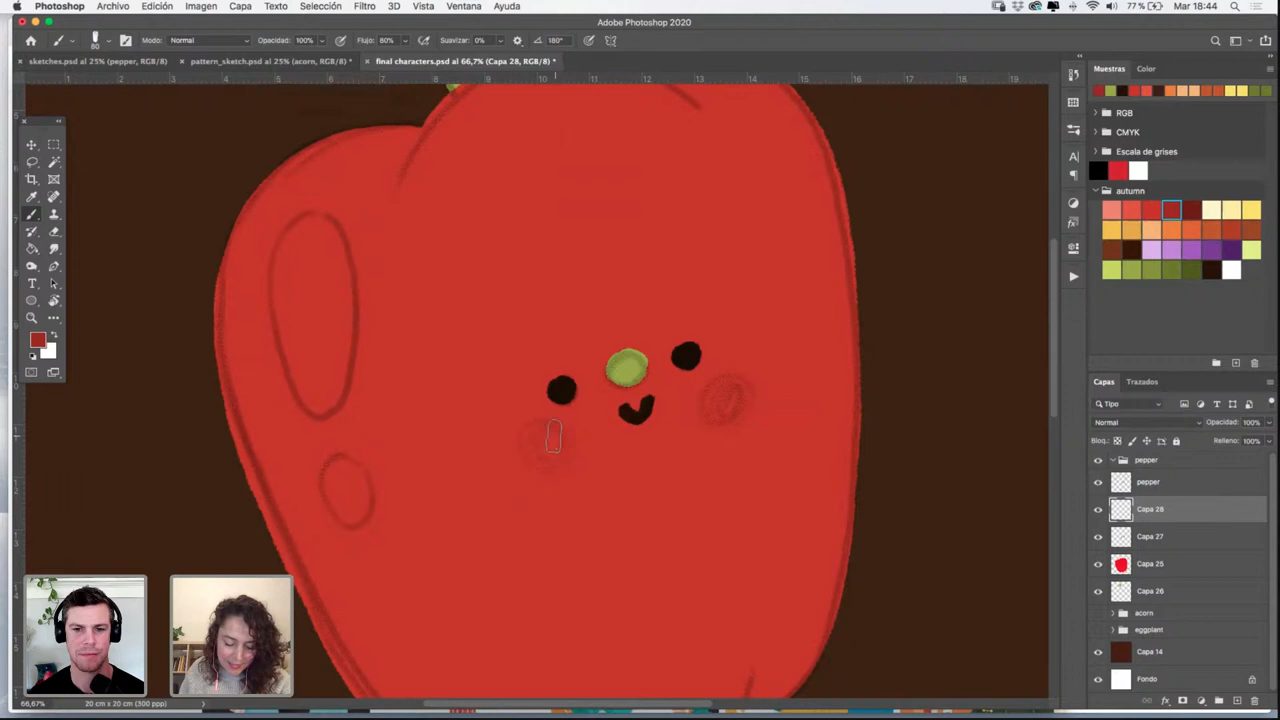 Photoshop Archivo Edición Imagen Capa Texto Selección Filtro 3D Vista Ventana Ayuda 77 % Mar 18:44
Adobe Photoshop 2020
80 Modo: Normal Opacidad: 100% Flujo: 80% Suavizar: 0% 180°
sketches.psd al 25% (pepper, RGB/8) pattern_sketch.psd al 25% (acorn, RGB/8) * final characters.psd al 66,7% (Capa 28, RGB/8) *
Muestras Color
RGB
CMYK
Escala de grises
autumn
Capas Trazados
Tipo
Normal Opacidad: 100%
Bloq.: Relleno: 100%
pepper
pepper
Capa 28
Capa 27
Capa 25
Capa 26
acorn
eggplant
Capa 14
Fondo
66,67% 20 cm x 20 cm (300 ppp)